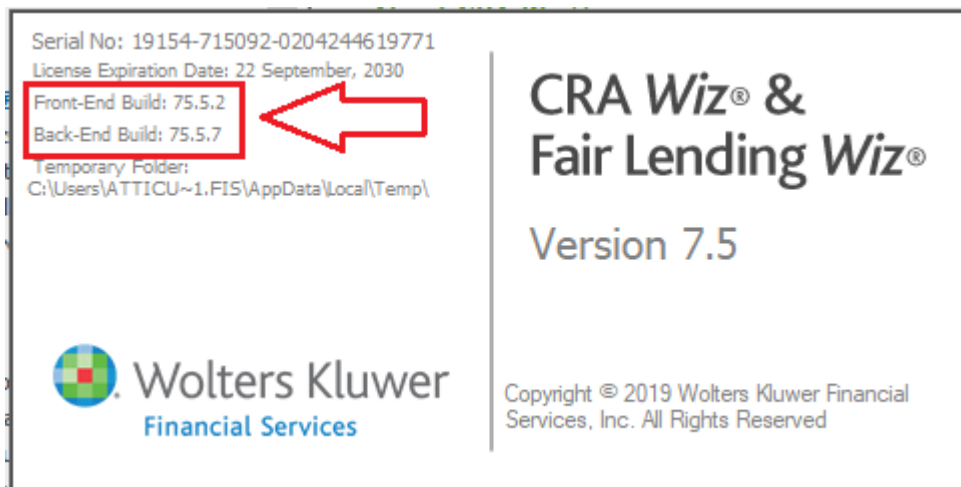 Serial No: 19154-715092-0204244619771
License Expiration Date: 22 September, 2030
Front-End Build: 75.5.2
Back-End Build: 75.5.7
Temporary Folder:
C:\Users\ATTICU~1.FIS\AppData\Local\Temp\
CRA Wiz® &
Fair Lending Wiz®
Version 7.5
Wolters Kluwer
Financial Services
Copyright © 2019 Wolters Kluwer Financial
Services, Inc. All Rights Reserved